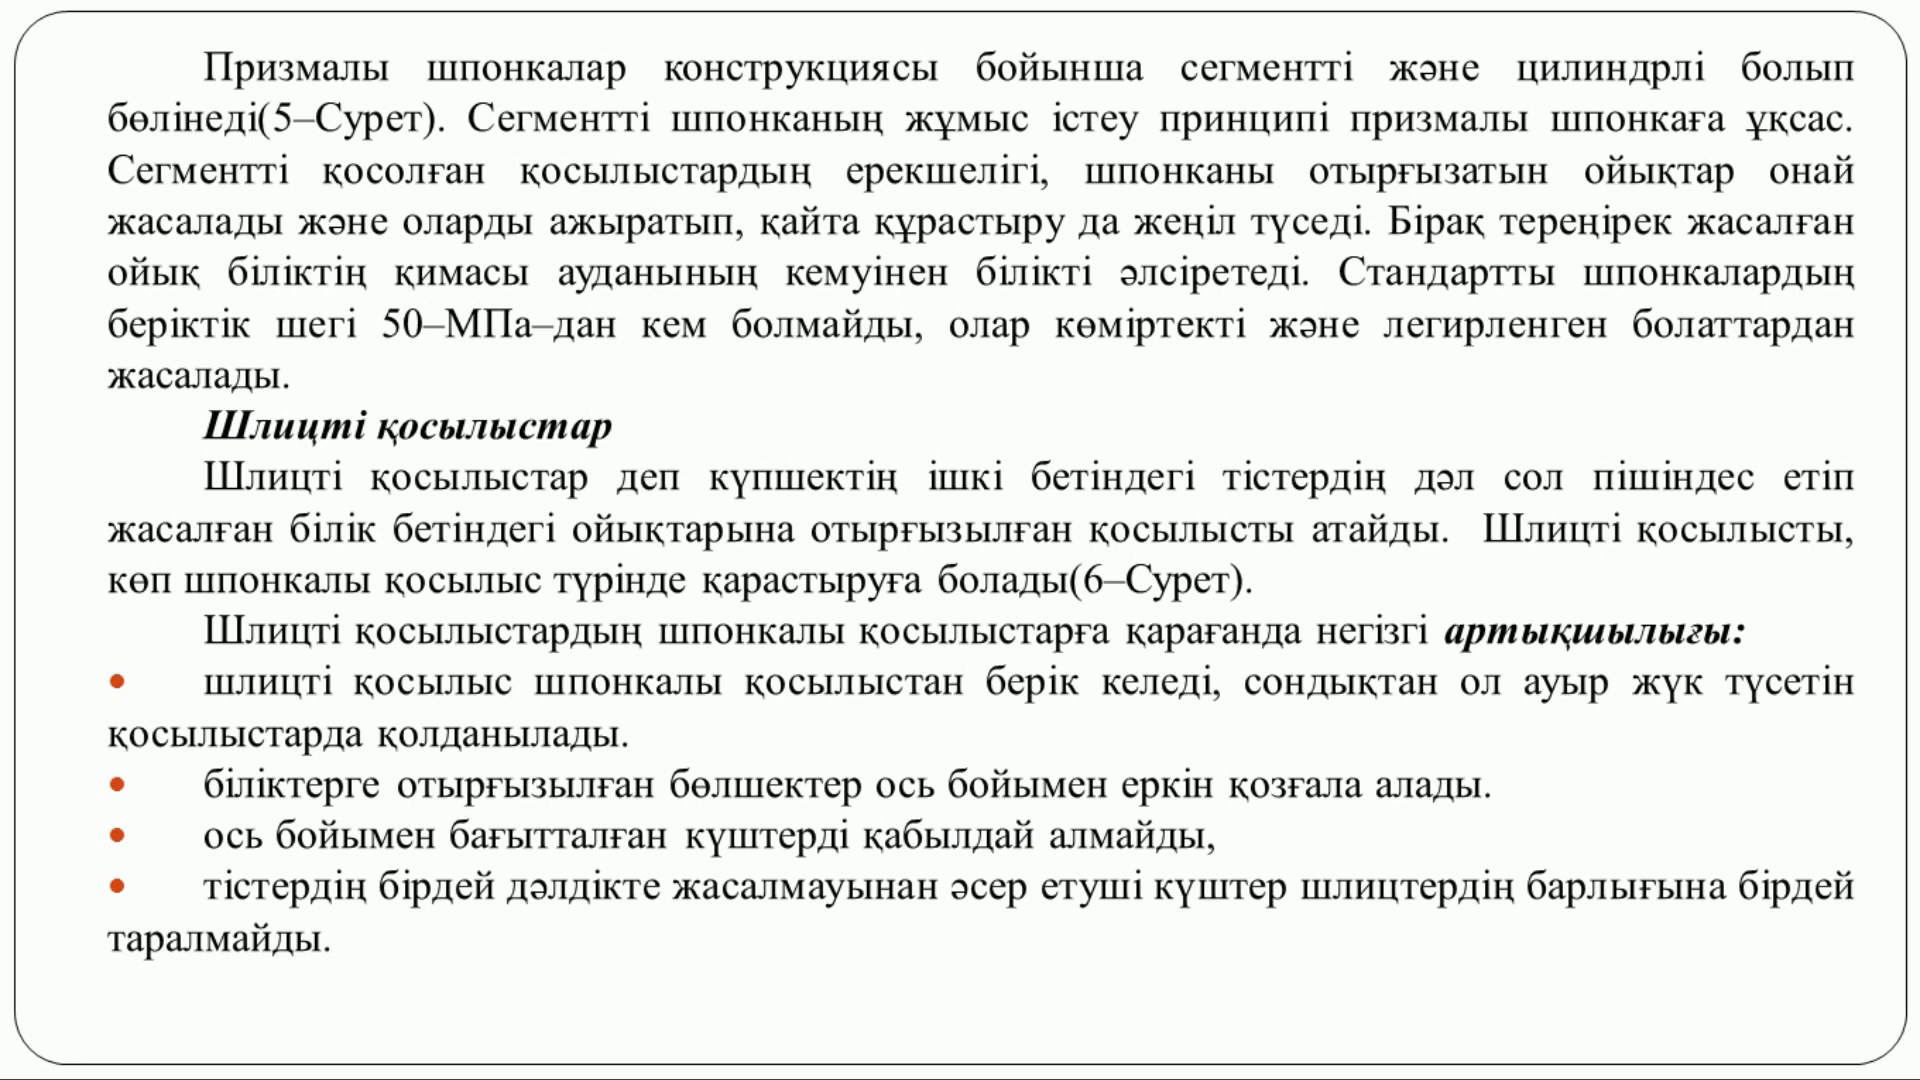 Призмалы шпонкалар конструкциясы бойынша сегментті және цилиндрлі болып
бөлінеді(5–Сурет). Сегментті шпонканың жұмыс істеу принципі призмалы шпонкаға ұқсас.
Сегментті қосолған қосылыстардың ерекшелігі, шпонканы отырғызатын ойықтар онай
жасалады және оларды ажыратып, қайта құрастыру да жеңіл түседі. Бірақ тереңірек жасалған
ойық біліктің қимасы ауданының кемуінен білікті әлсіретеді. Стандартты шпонкалардың
беріктік шегі 50–МПа–дан кем болмайды, олар көміртекті және легирленген болаттардан
жасалады.
Шлицті қосылыстар
Шлицті қосылыстар деп күпшектің ішкі бетіндегі тістердің дәл сол пішіндес етіп
жасалған білік бетіндегі ойықтарына отырғызылған қосылысты атайды. Шлицті қосылысты,
көп шпонкалы қосылыс түрінде қарастыруға болады(6–Сурет).
Шлицті қосылыстардың шпонкалы қосылыстарға қарағанда негізгі артықшылығы:
• шлицті қосылыс шпонкалы қосылыстан берік келеді, сондықтан ол ауыр жүк түсетін
қосылыстарда қолданылады.
• біліктерге отырғызылған бөлшектер ось бойымен еркін қозғала алады.
• ось бойымен бағытталған күштерді қабылдай алмайды,
• тістердің бірдей дәлдікте жасалмауынан әсер етуші күштер шлицтердің барлығына бірдей
таралмайды.